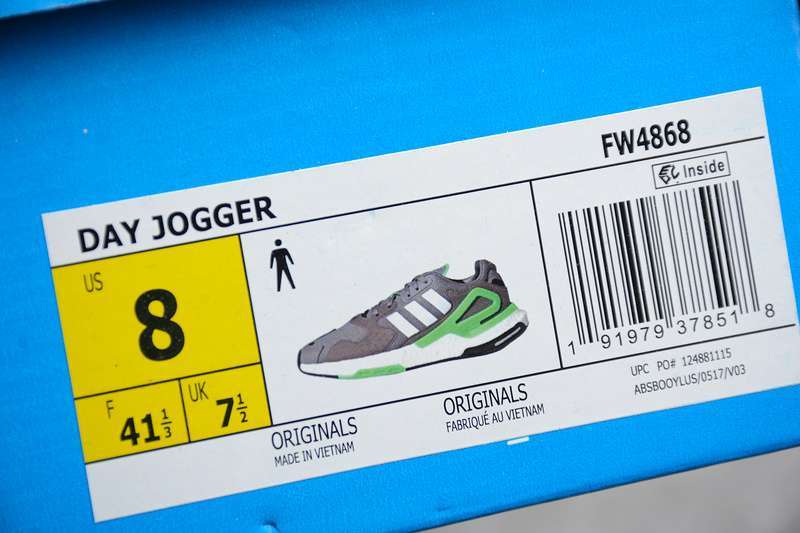 FW4868
Inside
DAY JOGGER
US
8
F
41 1/3
UK
7 1/2
ORIGINALS
MADE IN VIETNAM
ORIGINALS
FABRIQUÉ AU VIETNAM
1 91979 37851 8
UPC PO# 124881115
ABSBOOYLUS/0517/V03